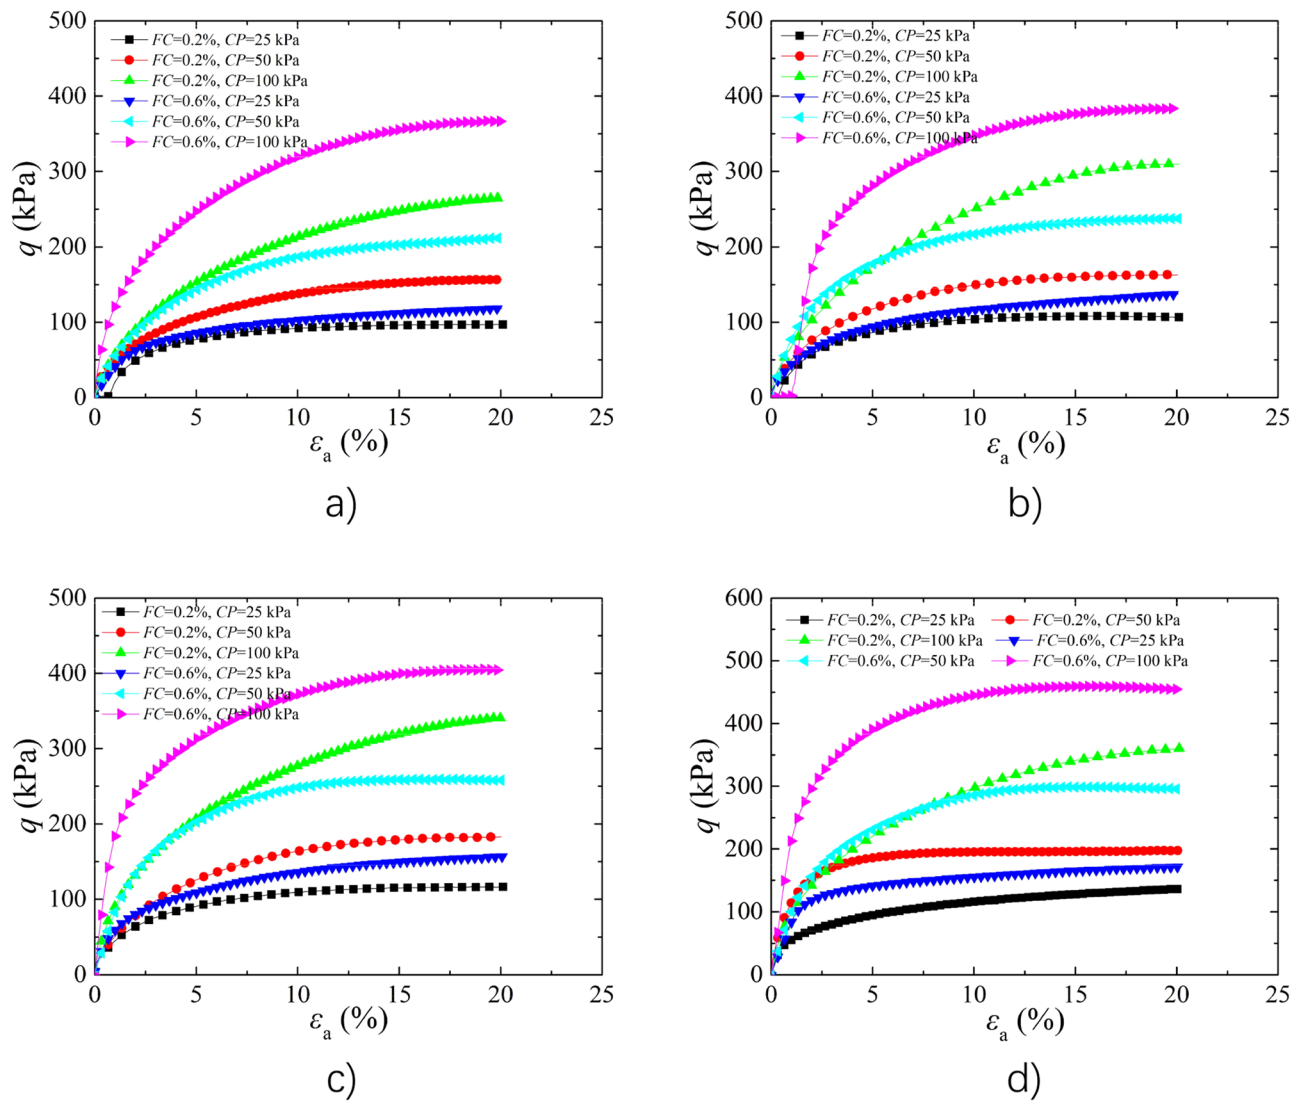 500
400
300
200
100
0
q (kPa)
FC=0.2%, CP=25 kPa
FC=0.2%, CP=50 kPa
FC=0.2%, CP=100 kPa
FC=0.6%, CP=25 kPa
FC=0.6%, CP=50 kPa
FC=0.6%, CP=100 kPa
0 5 10 15 20 25
εa (%)
a)
500
400
300
200
100
0
q (kPa)
FC=0.2%, CP=25 kPa
FC=0.2%, CP=50 kPa
FC=0.2%, CP=100 kPa
FC=0.6%, CP=25 kPa
FC=0.6%, CP=50 kPa
FC=0.6%, CP=100 kPa
0 5 10 15 20 25
εa (%)
b)
500
400
300
200
100
0
q (kPa)
FC=0.2%, CP=25 kPa
FC=0.2%, CP=50 kPa
FC=0.2%, CP=100 kPa
FC=0.6%, CP=25 kPa
FC=0.6%, CP=50 kPa
FC=0.6%, CP=100 kPa
0 5 10 15 20 25
εa (%)
c)
600
500
400
300
200
100
0
q (kPa)
FC=0.2%, CP=25 kPa FC=0.2%, CP=50 kPa
FC=0.2%, CP=100 kPa FC=0.6%, CP=25 kPa
FC=0.6%, CP=50 kPa FC=0.6%, CP=100 kPa
0 5 10 15 20 25
εa (%)
d)